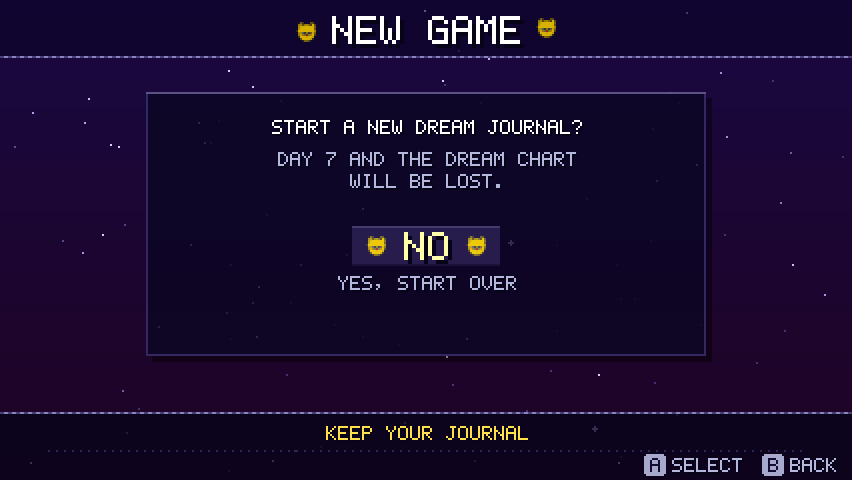 NEW GAME
START A NEW DREAM JOURNAL?
DAY 7 AND THE DREAM CHART
WILL BE LOST.
NO
YES, START OVER
KEEP YOUR JOURNAL
A SELECT B BACK